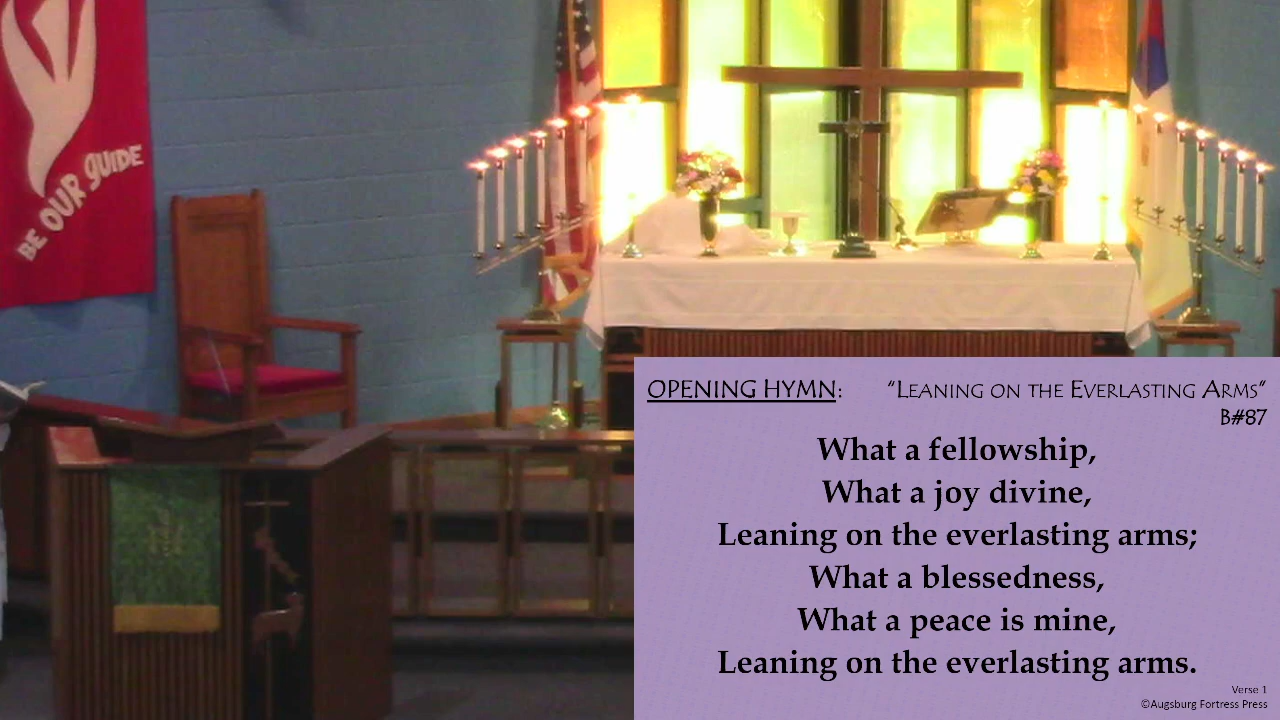 BE OUR GUIDE
OPENING HYMN: “LEANING ON THE EVERLASTING ARMS”
B#87
What a fellowship,
What a joy divine,
Leaning on the everlasting arms;
What a blessedness,
What a peace is mine,
Leaning on the everlasting arms.
Verse 1
©Augsburg Fortress Press